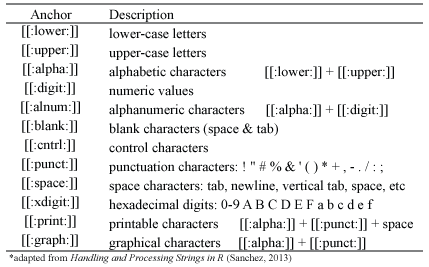 Anchor Description
[[:lower:]] lower-case letters
[[:upper:]] upper-case letters
[[:alpha:]] alphabetic characters [[:lower:]] + [[:upper:]]
[[:digit:]] numeric values
[[:alnum:]] alphanumeric characters [[:alpha:]] + [[:digit:]]
[[:blank:]] blank characters (space & tab)
[[:cntrl:]] control characters
[[:punct:]] punctuation characters: ! " # % & ' ( ) * + , - . / : ;
[[:space:]] space characters: tab, newline, vertical tab, space, etc
[[:xdigit:]] hexadecimal digits: 0-9 A B C D E F a b c d e f
[[:print:]] printable characters [[:alpha:]] + [[:punct:]] + space
[[:graph:]] graphical characters [[:alpha:]] + [[:punct:]]
*adapted from Handling and Processing Strings in R (Sanchez, 2013)